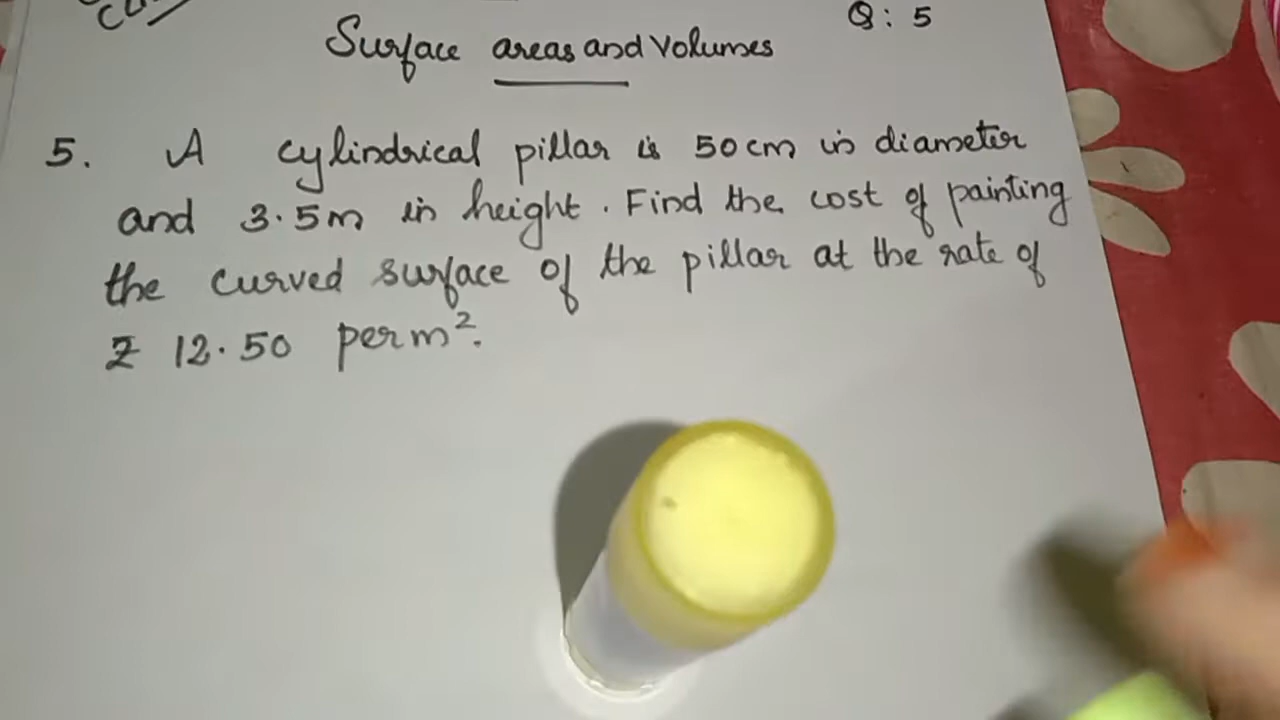 Q : 5
Surface areas and Volumes
5. A cylindrical pillar is 50cm in diameter
and 3.5m in height. Find the cost of painting
the curved surface of the pillar at the rate of
₹ 12.50 per m².